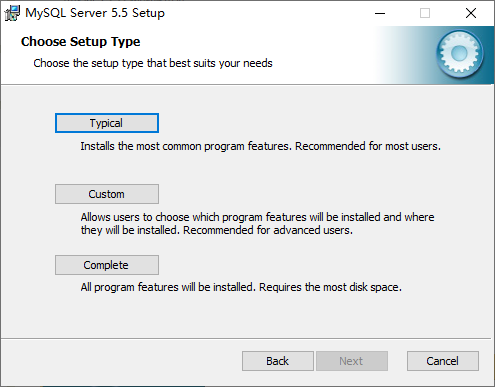 MySQL Server 5.5 Setup
Choose Setup Type
Choose the setup type that best suits your needs
Typical
Installs the most common program features. Recommended for most users.
Custom
Allows users to choose which program features will be installed and where
they will be installed. Recommended for advanced users.
Complete
All program features will be installed. Requires the most disk space.
Back Next Cancel